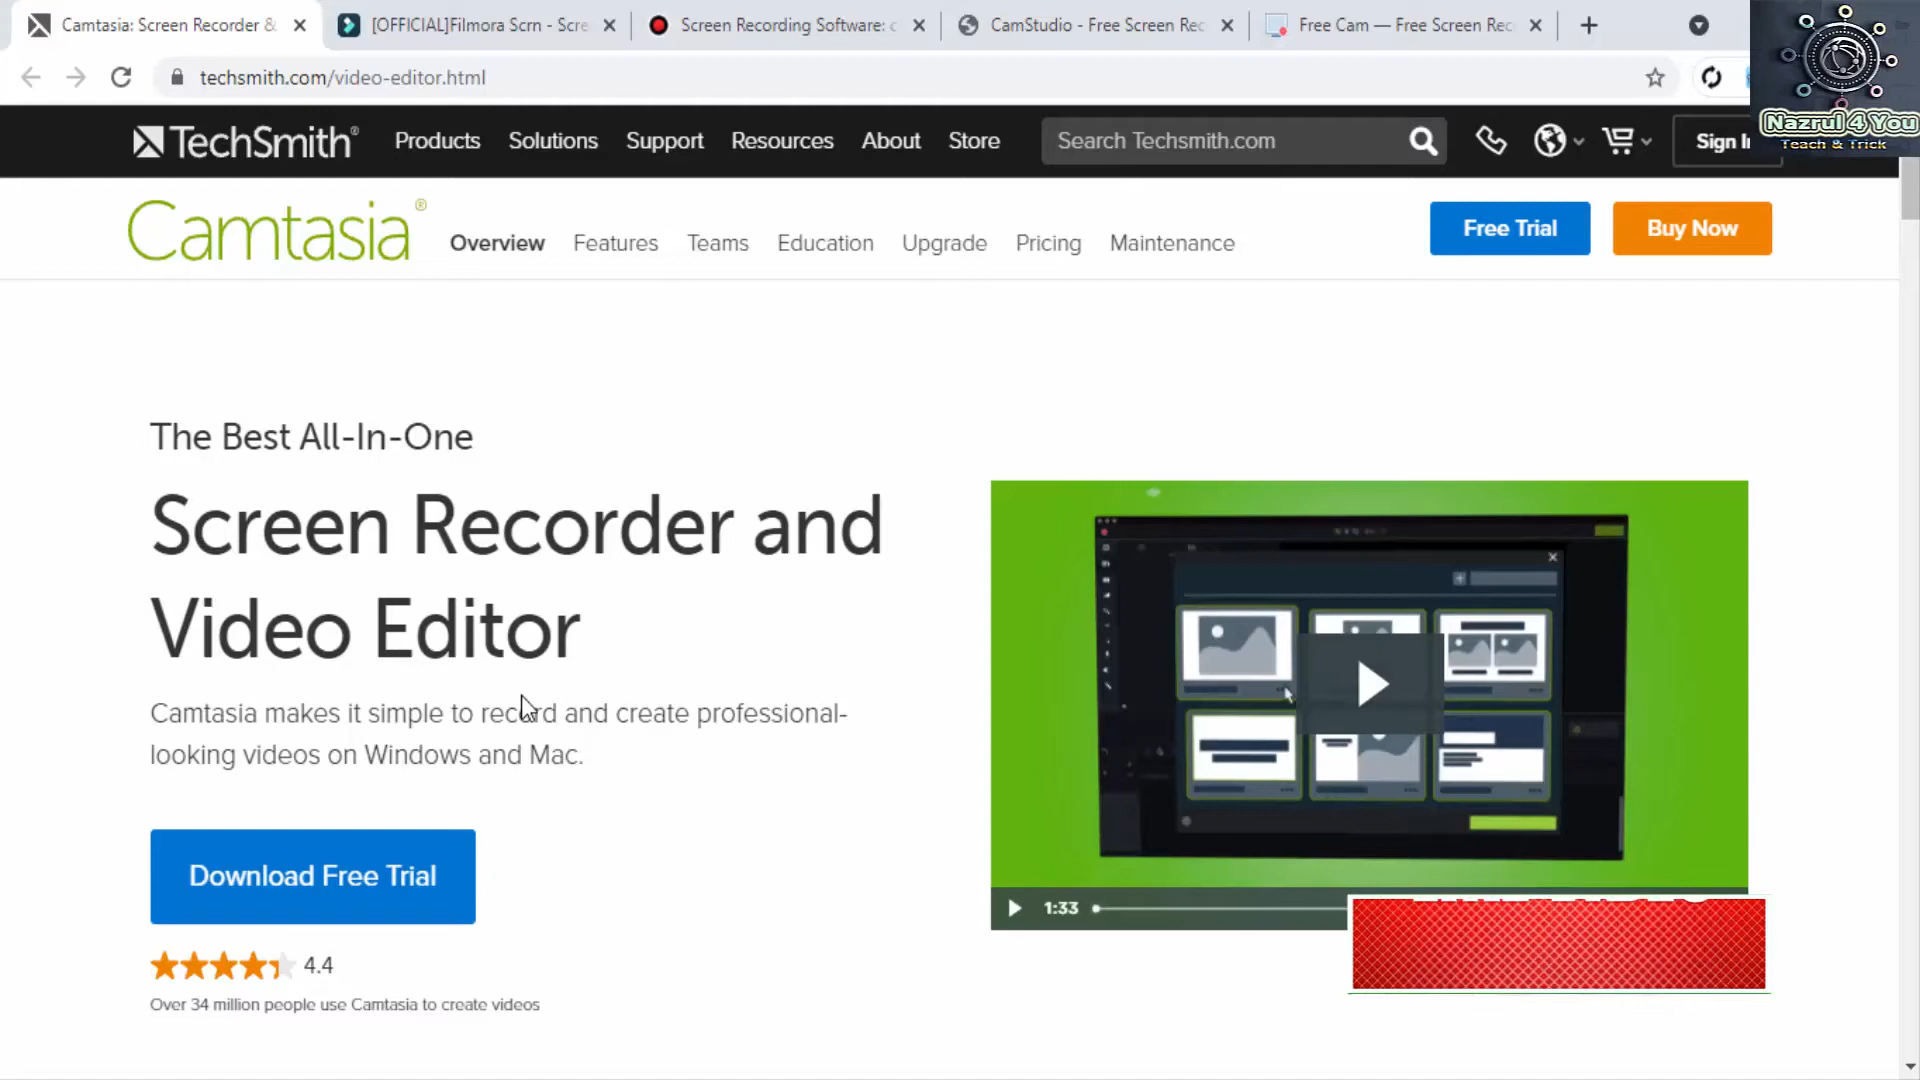 Camtasia: Screen Recorder &
[OFFICIAL]Filmora Scrn - Scre
Screen Recording Software: c
CamStudio - Free Screen Rec
Free Cam — Free Screen Rec
techsmith.com/video-editor.html
Nazrul 4 You
Teach & Trick
TechSmith®
Products
Solutions
Support
Resources
About
Store
Search Techsmith.com
Sign I
Camtasia®
Overview
Features
Teams
Education
Upgrade
Pricing
Maintenance
Free Trial
Buy Now
The Best All-In-One
Screen Recorder and
Video Editor
Camtasia makes it simple to record and create professional-
looking videos on Windows and Mac.
Download Free Trial
1:33
4.4
Over 34 million people use Camtasia to create videos